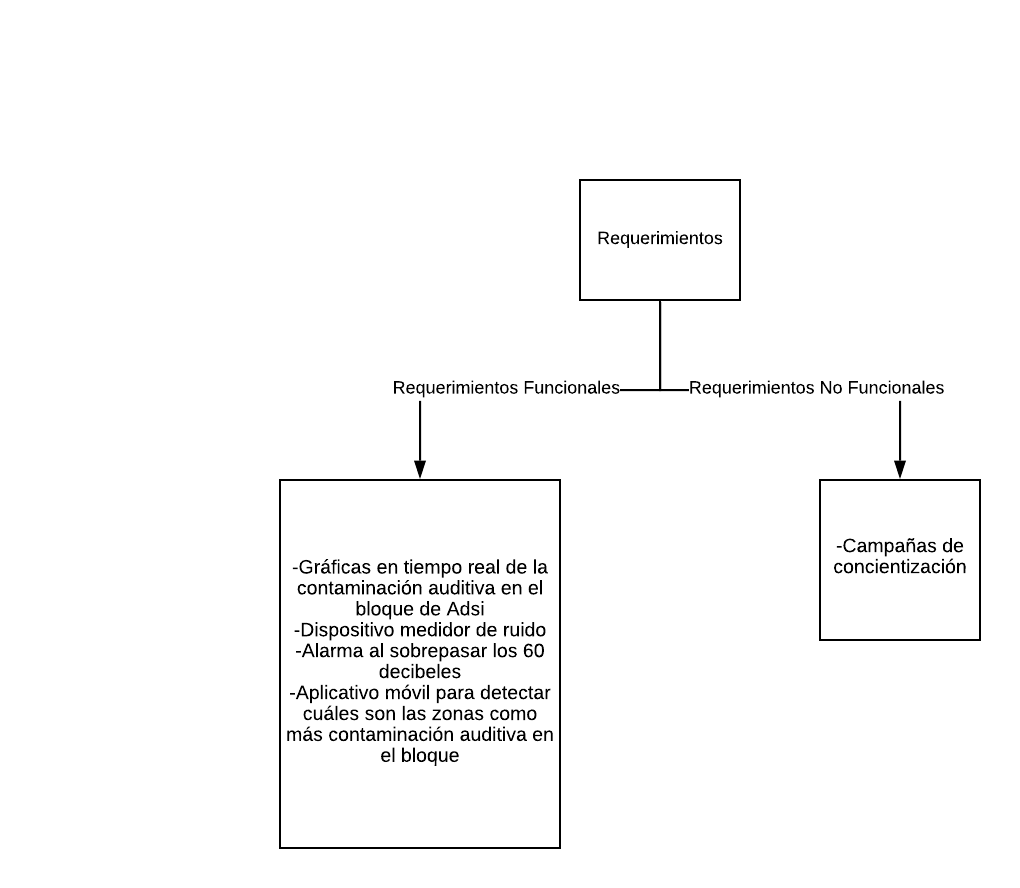 Requerimientos
Requerimientos Funcionales
Requerimientos No Funcionales
-Gráficas en tiempo real de la
contaminación auditiva en el
bloque de Adsi
-Dispositivo medidor de ruido
-Alarma al sobrepasar los 60
decibeles
-Aplicativo móvil para detectar
cuáles son las zonas como
más contaminación auditiva en
el bloque
-Campañas de
concientización